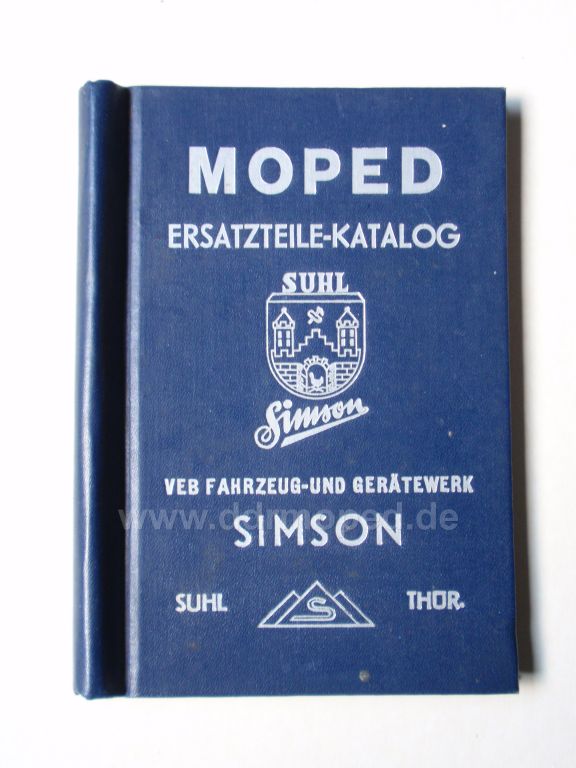 MOPED
ERSATZTEILE-KATALOG
SUHL
Simson
VEB FAHRZEUG-UND GERÄTEWERK
www.ddrmoped.de
SIMSON
SUHL S THÜR.